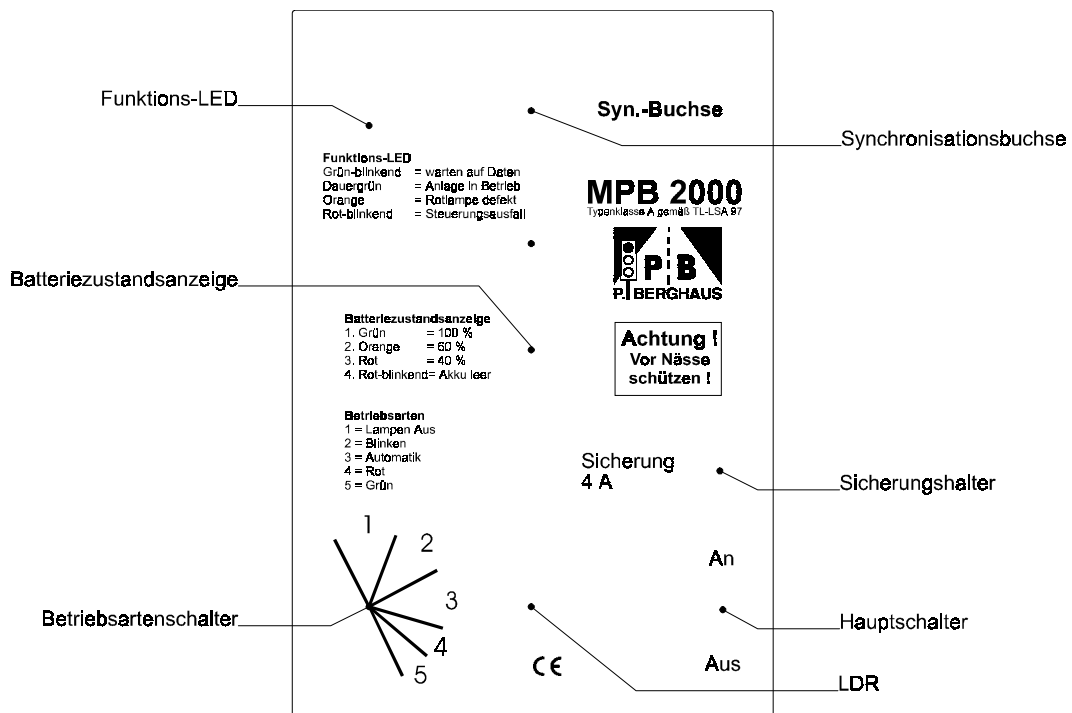 Funktions-LED
Syn.-Buchse
Synchronisationsbuchse
Funktions-LED
Grün-blinkend = warten auf Daten
Dauergrün = Anlage in Betrieb
Orange = Rotlampe defekt
Rot-blinkend = Steuerungsausfall
MPB 2000
Typenklasse A gemäß TL-LSA 97
P B
P. BERGHAUS
Batteriezustandsanzeige
Batteriezustandsanzeige
1. Grün = 100 %
2. Orange = 60 %
3. Rot = 40 %
4. Rot-blinkend= Akku leer
Achtung !
Vor Nässe
schützen !
Betriebsarten
1 = Lampen Aus
2 = Blinken
3 = Automatik
4 = Rot
5 = Grün
Sicherung
4 A
Sicherungshalter
1
2
3
4
5
Betriebsartenschalter
An
Hauptschalter
Aus
CE
LDR